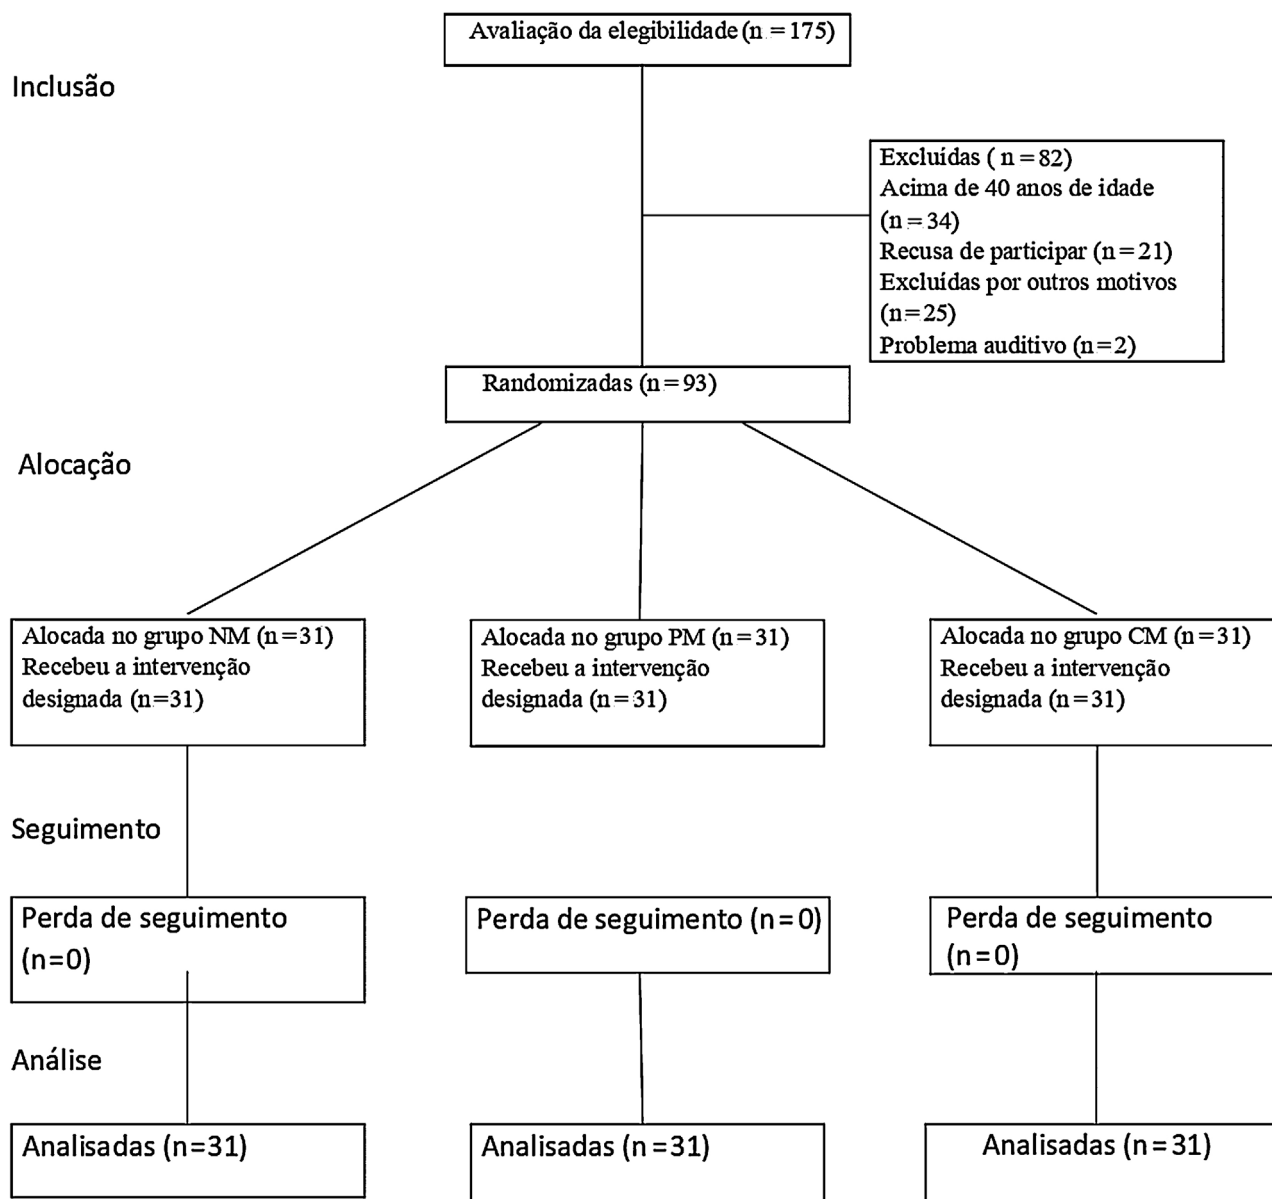 Avaliação da elegibilidade (n = 175)
Inclusão
Excluídas ( n = 82)
Acima de 40 anos de idade
(n = 34)
Recusa de participar (n = 21)
Excluídas por outros motivos
(n = 25)
Problema auditivo (n = 2)
Randomizadas (n = 93)
Alocação
Alocada no grupo NM (n = 31)
Recebeu a intervenção
designada (n = 31)
Alocada no grupo PM (n = 31)
Recebeu a intervenção
designada (n = 31)
Alocada no grupo CM (n = 31)
Recebeu a intervenção
designada (n = 31)
Seguimento
Perda de seguimento
(n = 0)
Perda de seguimento (n = 0)
Perda de seguimento
(n = 0)
Análise
Analisadas (n = 31)
Analisadas (n = 31)
Analisadas (n = 31)